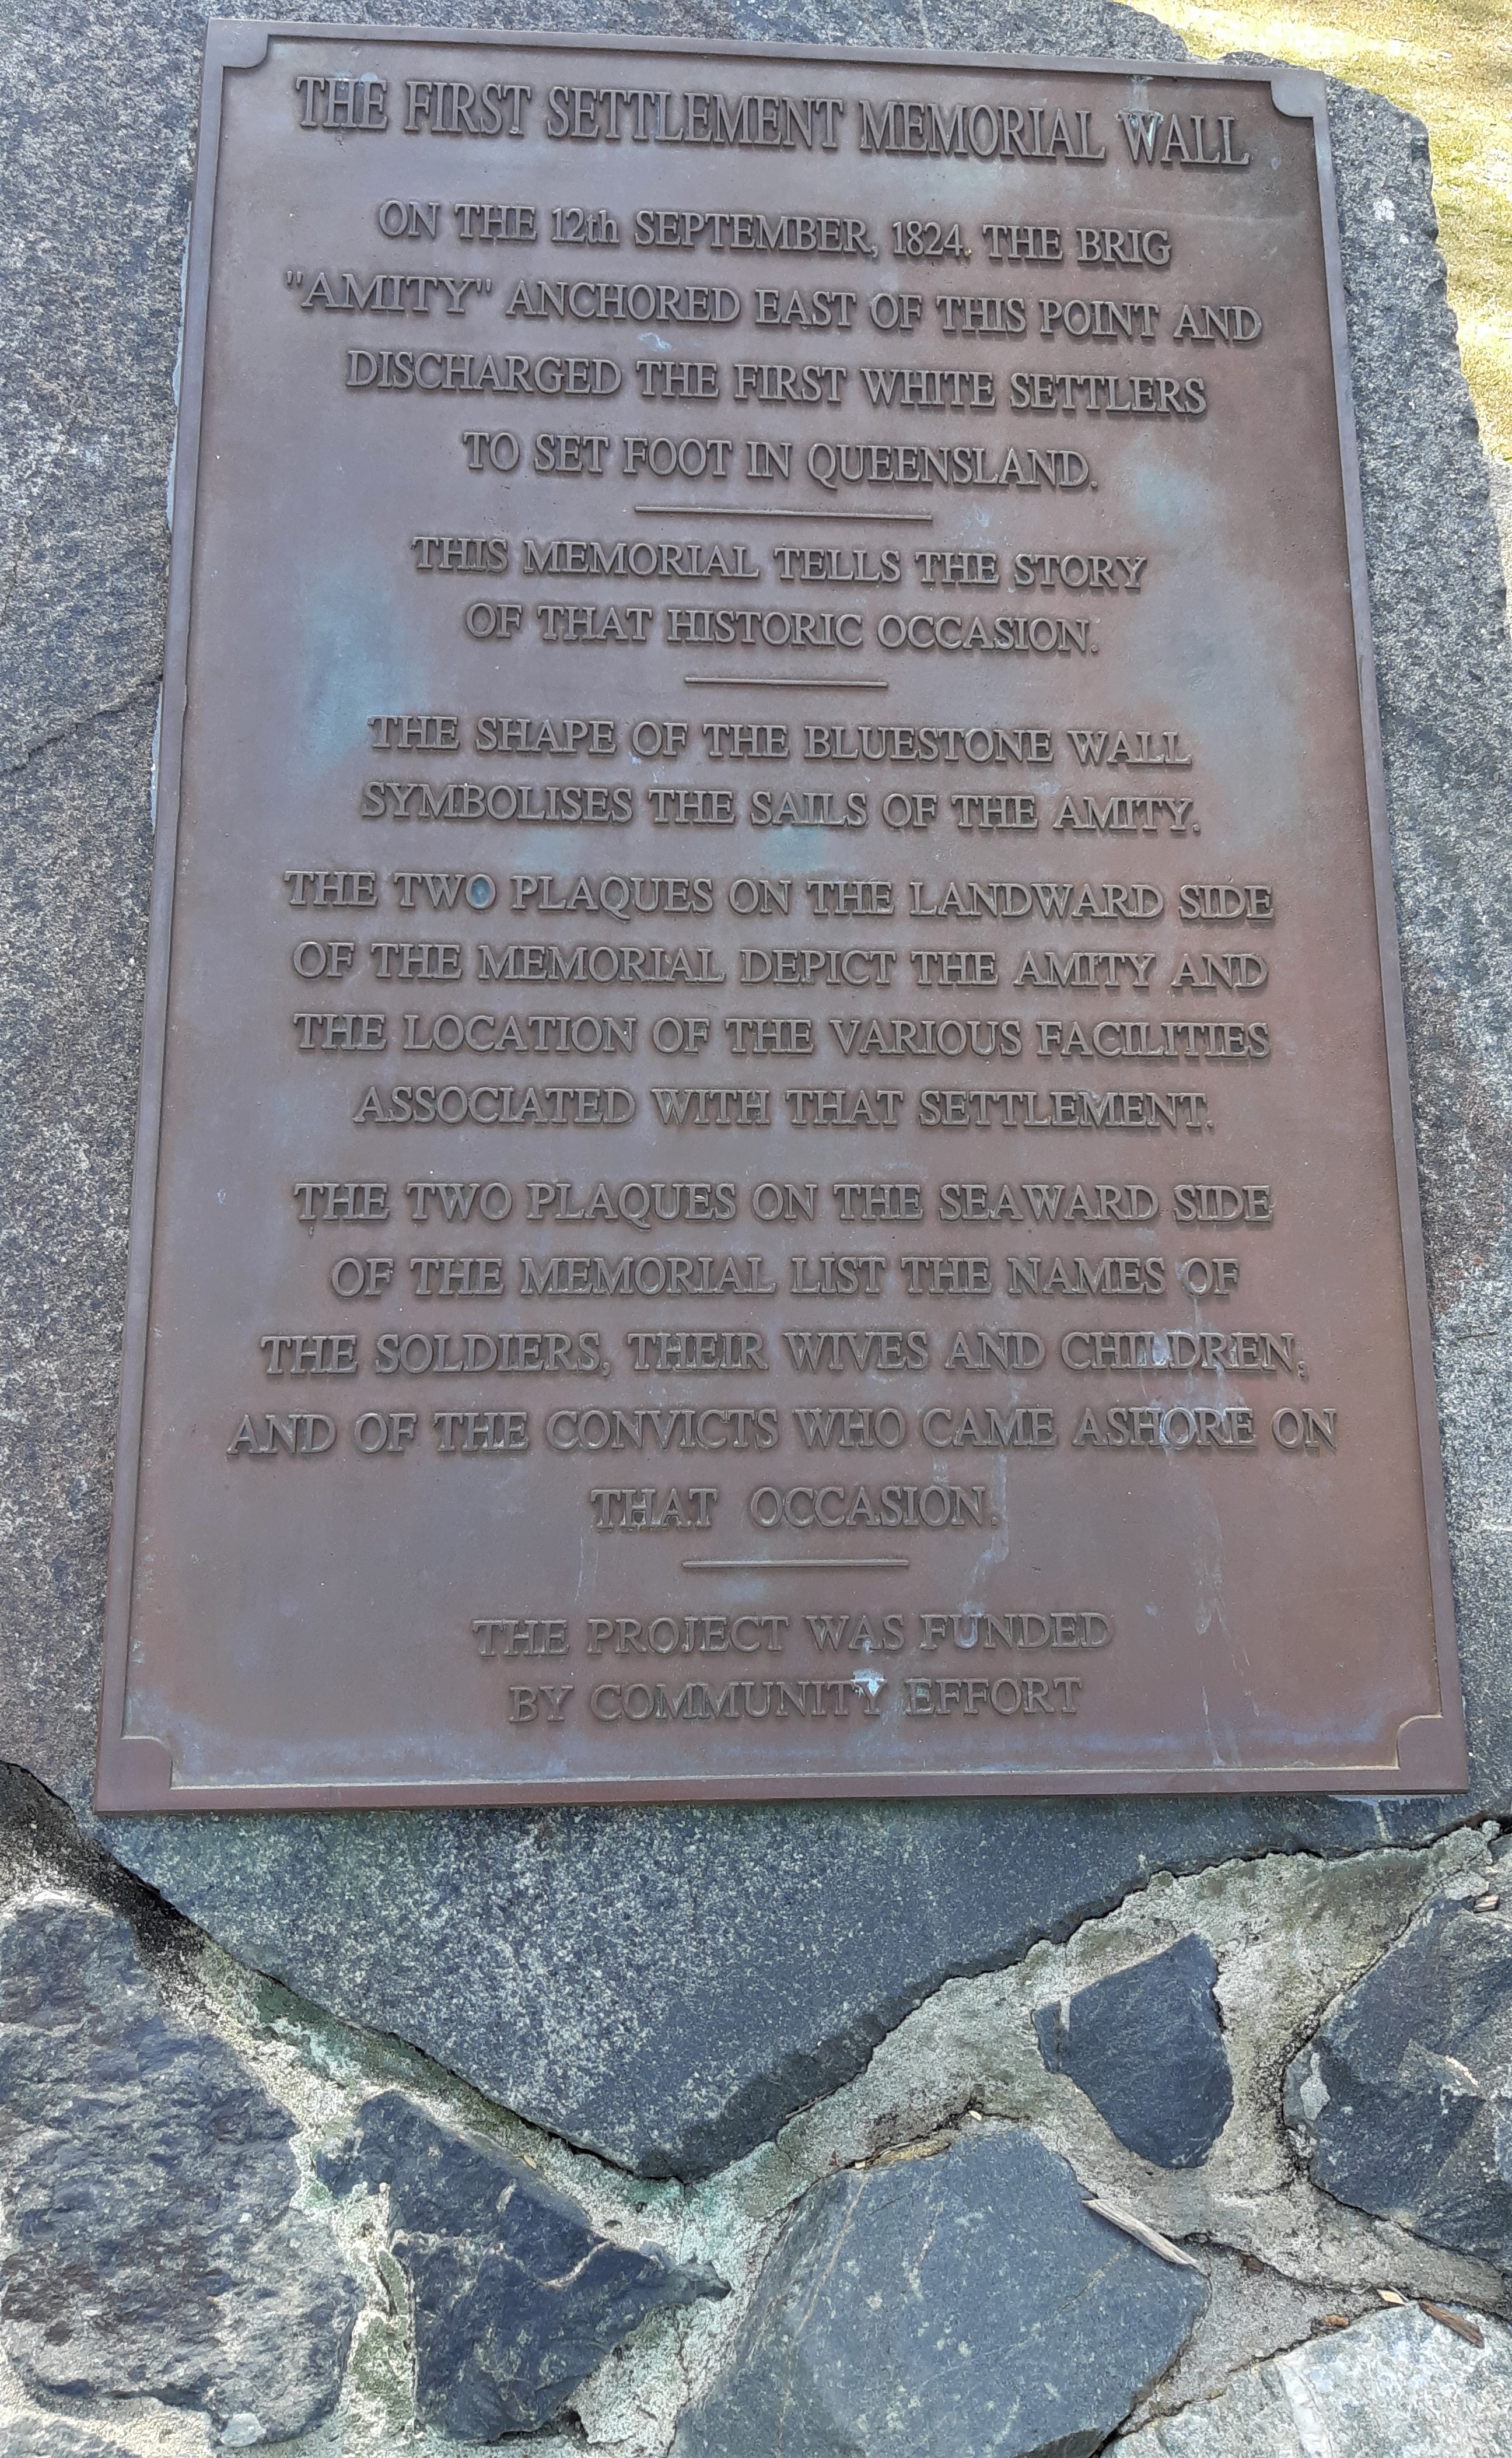 THE FIRST SETTLEMENT MEMORIAL WALL
ON THE 12th SEPTEMBER, 1824. THE BRIG
"AMITY" ANCHORED EAST OF THIS POINT AND
DISCHARGED THE FIRST WHITE SETTLERS
TO SET FOOT IN QUEENSLAND.
THIS MEMORIAL TELLS THE STORY
OF THAT HISTORIC OCCASION.
THE SHAPE OF THE BLUESTONE WALL
SYMBOLISES THE SAILS OF THE AMITY.
THE TWO PLAQUES ON THE LANDWARD SIDE
OF THE MEMORIAL DEPICT THE AMITY AND
THE LOCATION OF THE VARIOUS FACILITIES
ASSOCIATED WITH THAT SETTLEMENT.
THE TWO PLAQUES ON THE SEAWARD SIDE
OF THE MEMORIAL LIST THE NAMES OF
THE SOLDIERS, THEIR WIVES AND CHILDREN;
AND OF THE CONVICTS WHO CAME ASHORE ON
THAT OCCASION.
THE PROJECT WAS FUNDED
BY COMMUNITY EFFORT